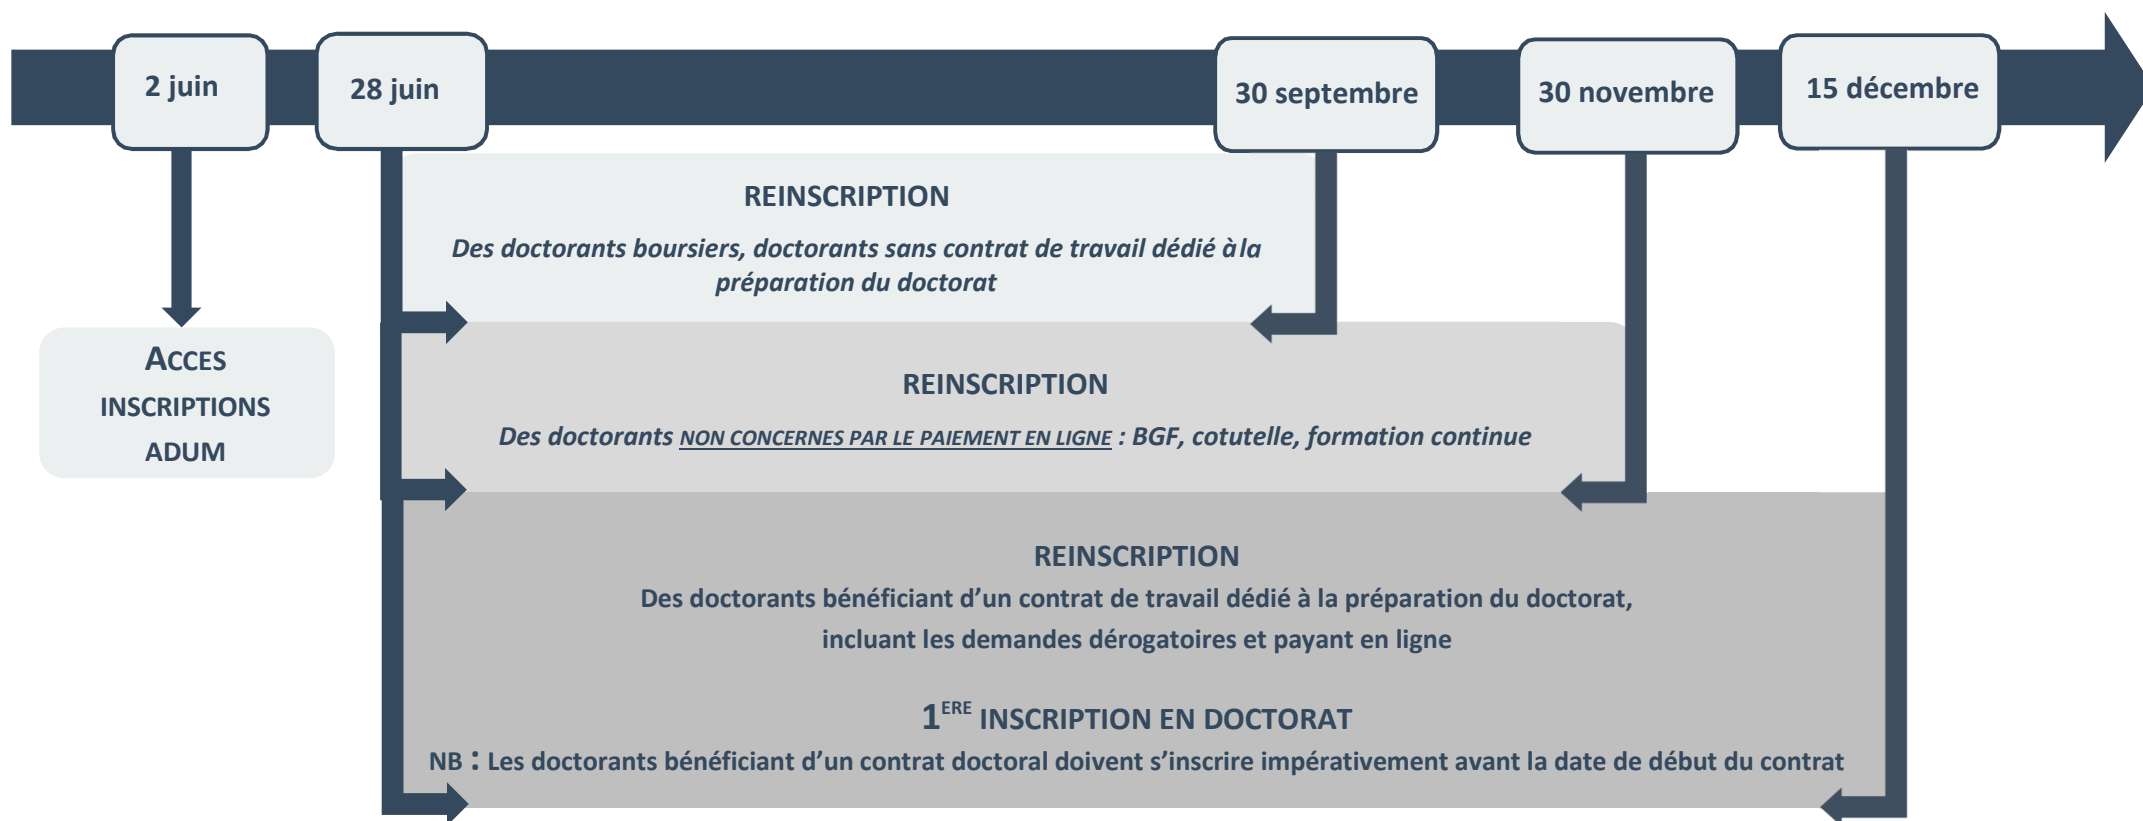 2 juin
28 juin
30 septembre
30 novembre
15 décembre
REINSCRIPTION
Des doctorants boursiers, doctorants sans contrat de travail dédié à la
préparation du doctorat
ACCES
INSCRIPTIONS
ADUM
REINSCRIPTION
Des doctorants NON CONCERNES PAR LE PAIEMENT EN LIGNE : BGF, cotutelle, formation continue
REINSCRIPTION
Des doctorants bénéficiant d’un contrat de travail dédié à la préparation du doctorat,
incluant les demandes dérogatoires et payant en ligne
1ERE INSCRIPTION EN DOCTORAT
NB : Les doctorants bénéficiant d’un contrat doctoral doivent s’inscrire impérativement avant la date de début du contrat